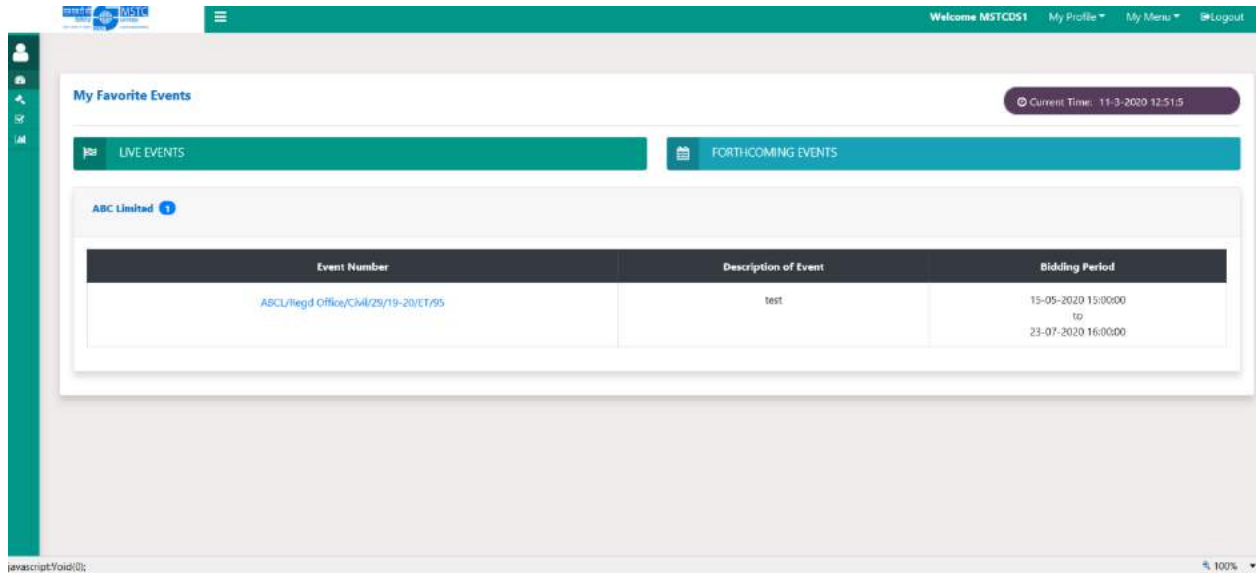 MSTC
Welcome MSTCDS1 My Profile My Menu Logout
My Favorite Events
Current Time: 11-3-2020 12:51:5
LIVE EVENTS
FORTHCOMING EVENTS
ABC Limited 1
Event Number Description of Event Bidding Period
ABCL/Regd Office/Civil/29/19-20/ET/95 test 15-05-2020 15:00:00
to
23-07-2020 16:00:00
javascript:Void(0);
100%